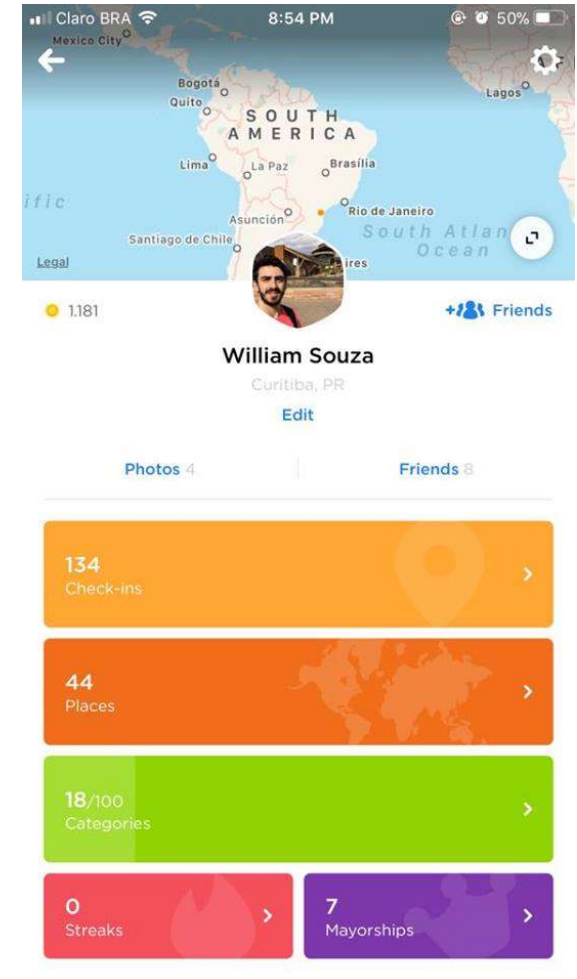 Claro BRA 8:54 PM 50%
Mexico City
Bogotá
Quito
Lagos
SOUTH
AMERICA
Lima
La Paz
Brasília
ific
Asunción
Rio de Janeiro
South Atlan
Ocean
Santiago de Chile
ires
Legal
1.181
Friends
William Souza
Curitiba, PR
Edit
Photos 4
Friends 8
134
Check-ins
44
Places
18/100
Categories
0
Streaks
7
Mayorships